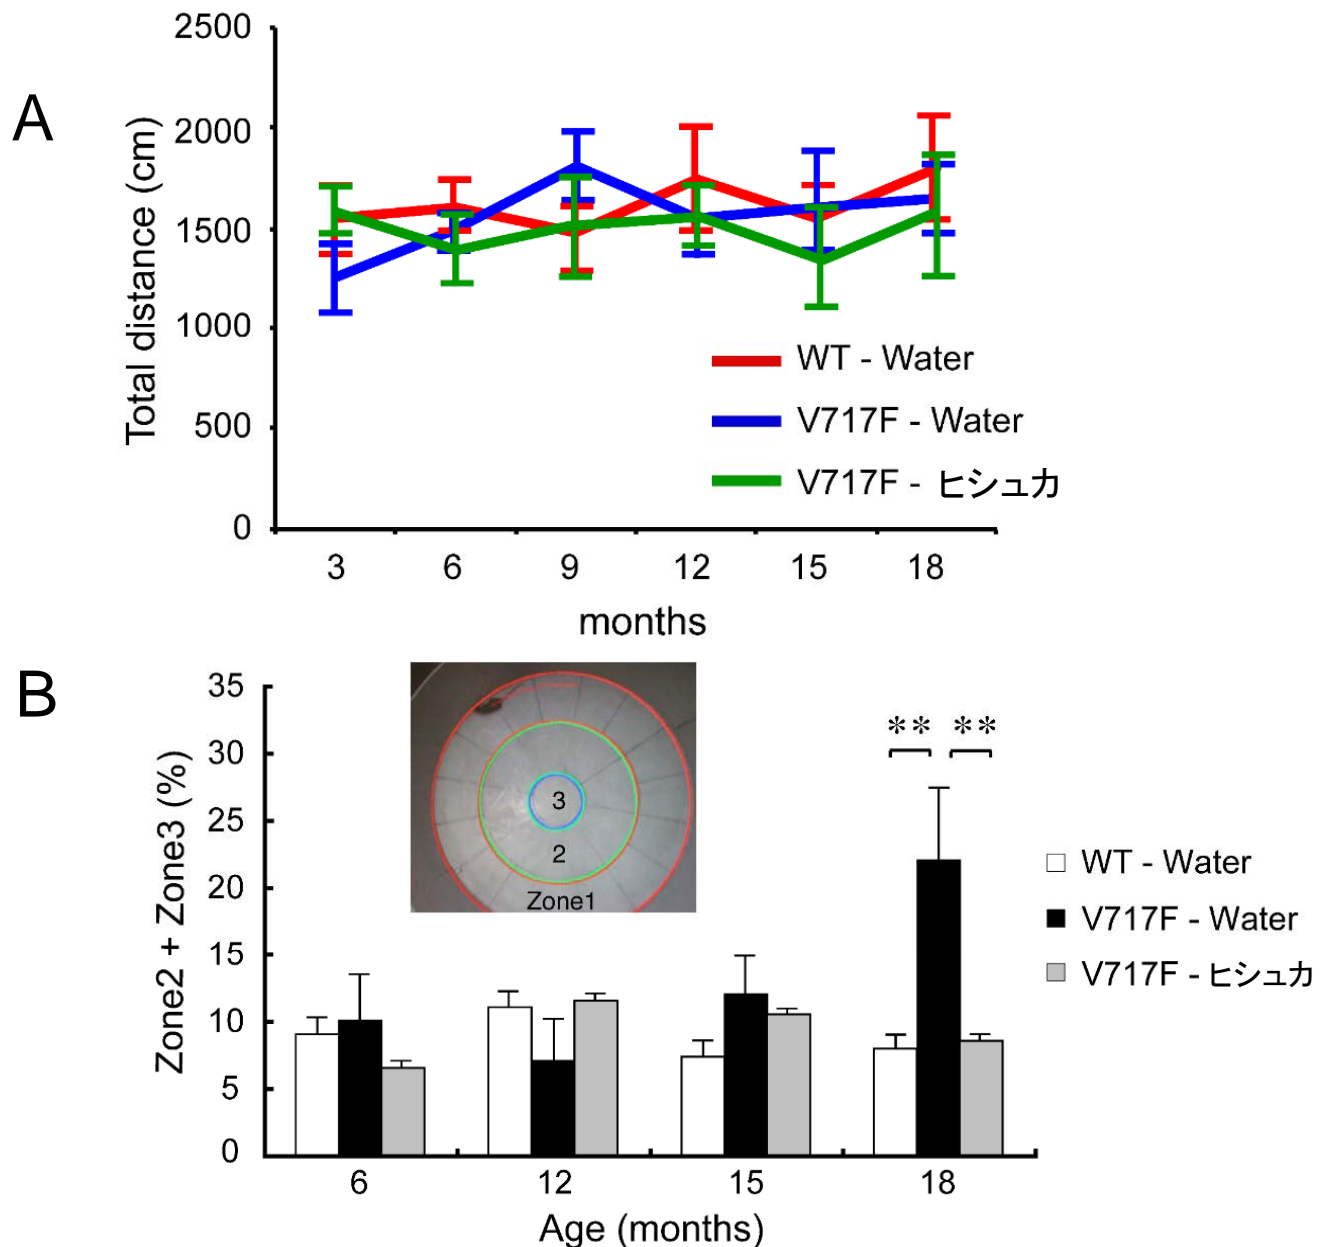 A
2500
2000
1500
1000
500
0
Total distance (cm)
WT - Water
V717F - Water
V717F - ヒシュカ
3 6 9 12 15 18
months
B
35
30
25
20
15
10
5
0
Zone2 + Zone3 (%)
3
2
Zone1
** **
WT - Water
V717F - Water
V717F - ヒシュカ
6 12 15 18
Age (months)